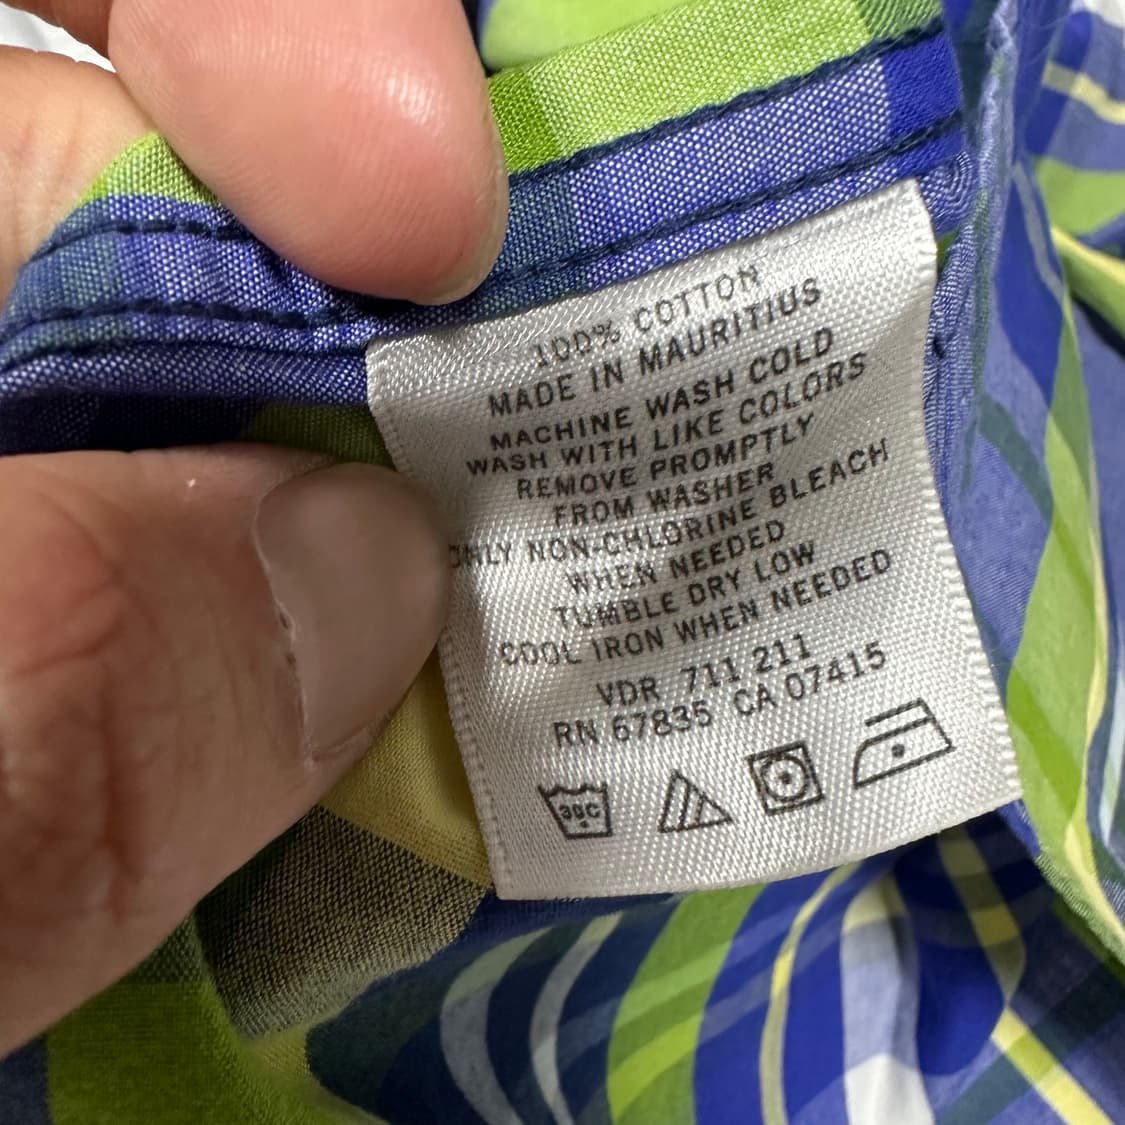 100% COTTON
MADE IN MAURITIUS
MACHINE WASH COLD
WASH WITH LIKE COLORS
REMOVE PROMPTLY
FROM WASHER
ONLY NON-CHLORINE BLEACH
WHEN NEEDED
TUMBLE DRY LOW
COOL IRON WHEN NEEDED
VDR 711 211
RN 67835 CA 07415
30C